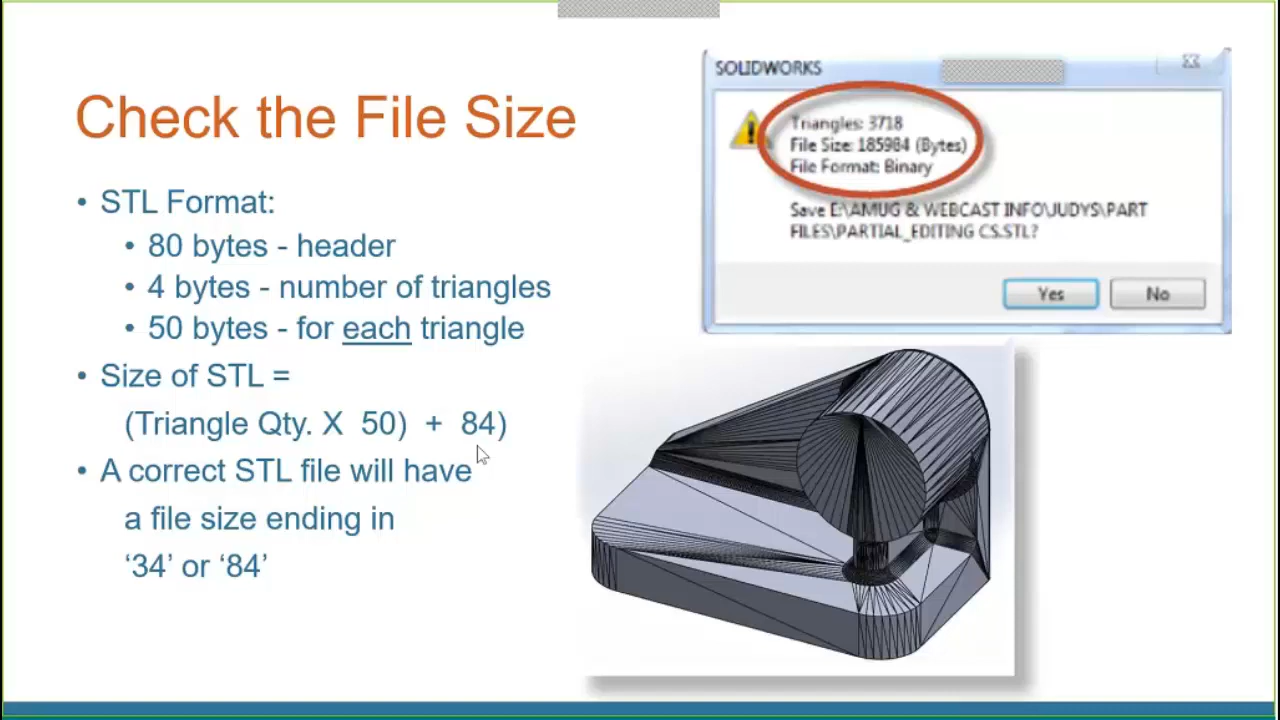 Check the File Size
• STL Format:
• 80 bytes - header
• 4 bytes - number of triangles
• 50 bytes - for each triangle
• Size of STL =
(Triangle Qty. X 50) + 84)
• A correct STL file will have
a file size ending in
‘34’ or ‘84’
SOLIDWORKS
Triangles: 3718
File Size: 185984 (Bytes)
File Format: Binary
Save E:\AMUG & WEBCAST INFO\JUDYS\PART
FILES\PARTIAL_EDITING CS.STL?
Yes
No